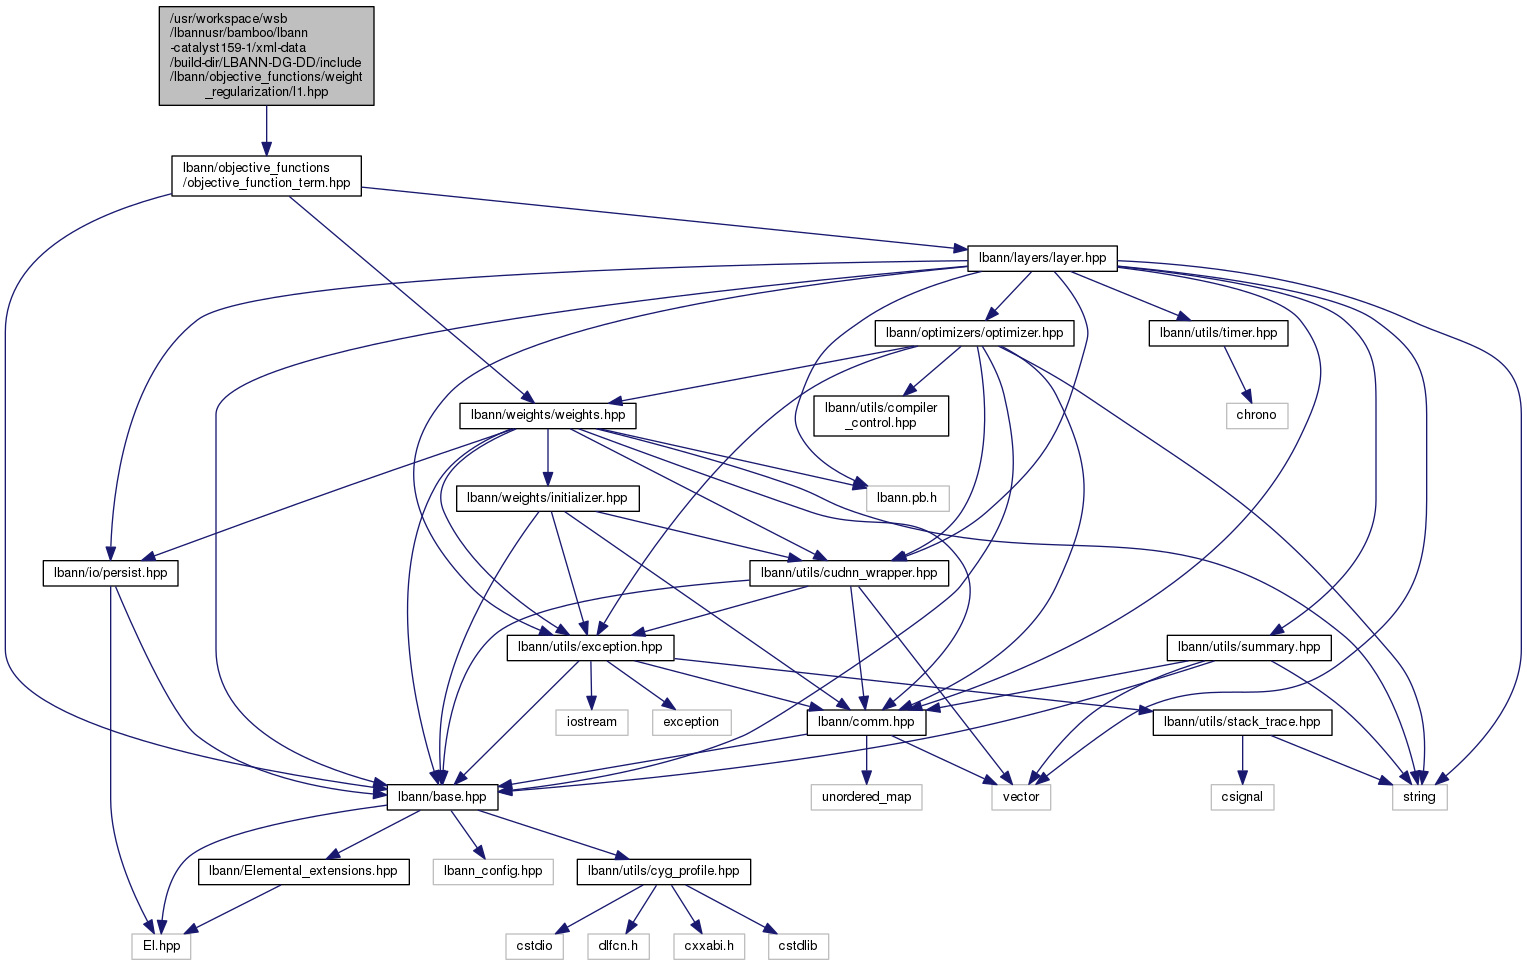 /usr/workspace/wsb
/lbannusr/bamboo/lbann
-catalyst159-1/xml-data
/build-dir/LBANN-DG-DD/include
/lbann/objective_functions/weight
_regularization/l1.hpp
lbann/objective_functions
/objective_function_term.hpp
lbann/layers/layer.hpp
lbann/optimizers/optimizer.hpp
lbann/utils/timer.hpp
lbann/weights/weights.hpp
lbann/utils/compiler
_control.hpp
chrono
lbann/weights/initializer.hpp
lbann.pb.h
lbann/io/persist.hpp
lbann/utils/cudnn_wrapper.hpp
lbann/utils/exception.hpp
lbann/utils/summary.hpp
iostream
exception
lbann/comm.hpp
lbann/utils/stack_trace.hpp
lbann/base.hpp
unordered_map
vector
csignal
string
lbann/Elemental_extensions.hpp
lbann_config.hpp
lbann/utils/cyg_profile.hpp
El.hpp
cstdio
dlfcn.h
cxxabi.h
cstdlib